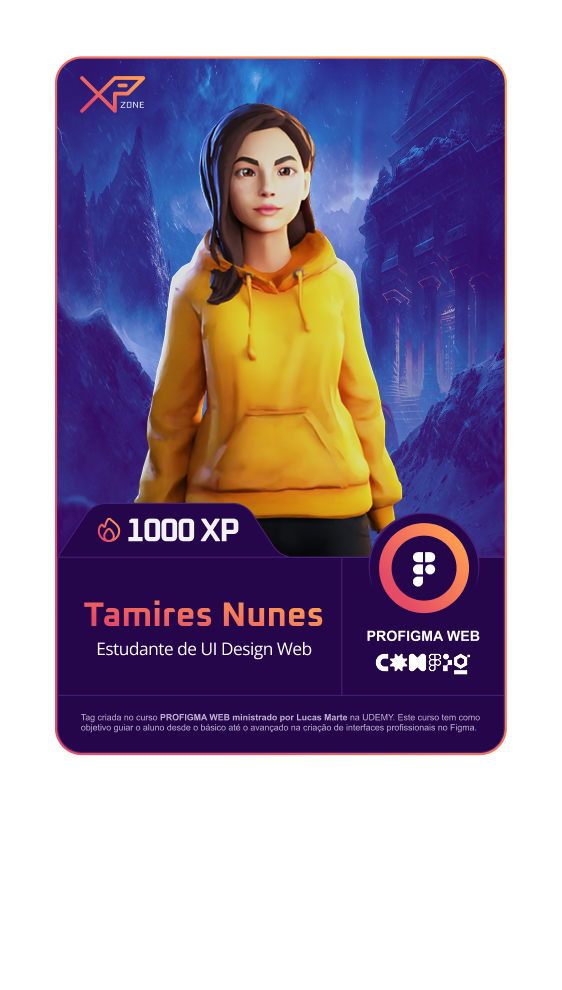 XP
ZONE
1000 XP
Tamires Nunes
Estudante de UI Design Web
PROFIGMA WEB
Tag criada no curso PROFIGMA WEB ministrado por Lucas Marte na UDEMY. Este curso tem como
objetivo guiar o aluno desde o básico até o avançado na criação de interfaces profissionais no Figma.